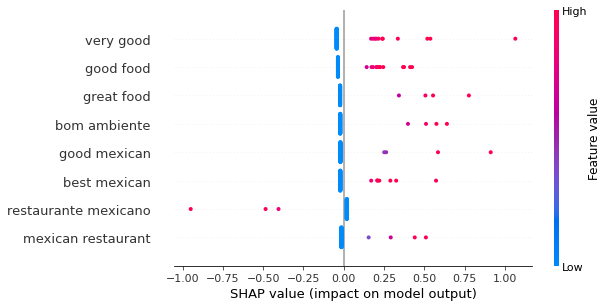 High
very good
good food
great food
bom ambiente
good mexican
best mexican
restaurante mexicano
mexican restaurant
Feature value
Low
−1.00 −0.75 −0.50 −0.25 0.00 0.25 0.50 0.75 1.00
SHAP value (impact on model output)